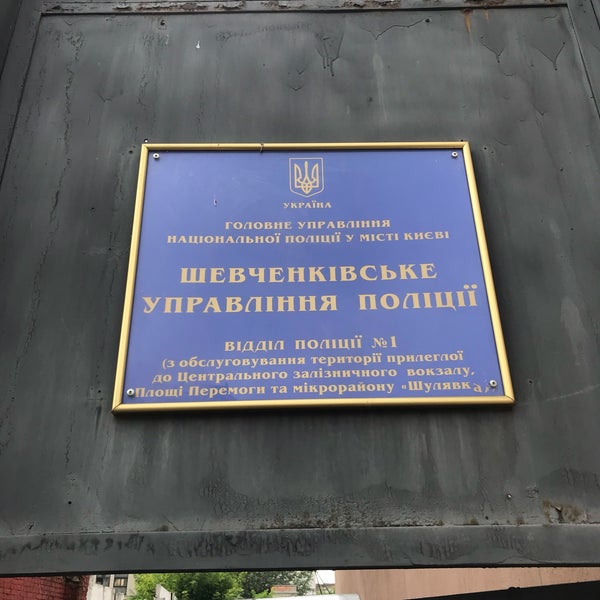 УКРАЇНА
ГОЛОВНЕ УПРАВЛІННЯ
НАЦІОНАЛЬНОЇ ПОЛІЦІЇ У МІСТІ КИЄВІ
ШЕВЧЕНКІВСЬКЕ
УПРАВЛІННЯ ПОЛІЦІЇ
ВІДДІЛ ПОЛІЦІЇ №1
(з обслуговування території прилеглої
до Центрального залізничного вокзалу,
Площі Перемоги та мікрорайону «Шулявка»)